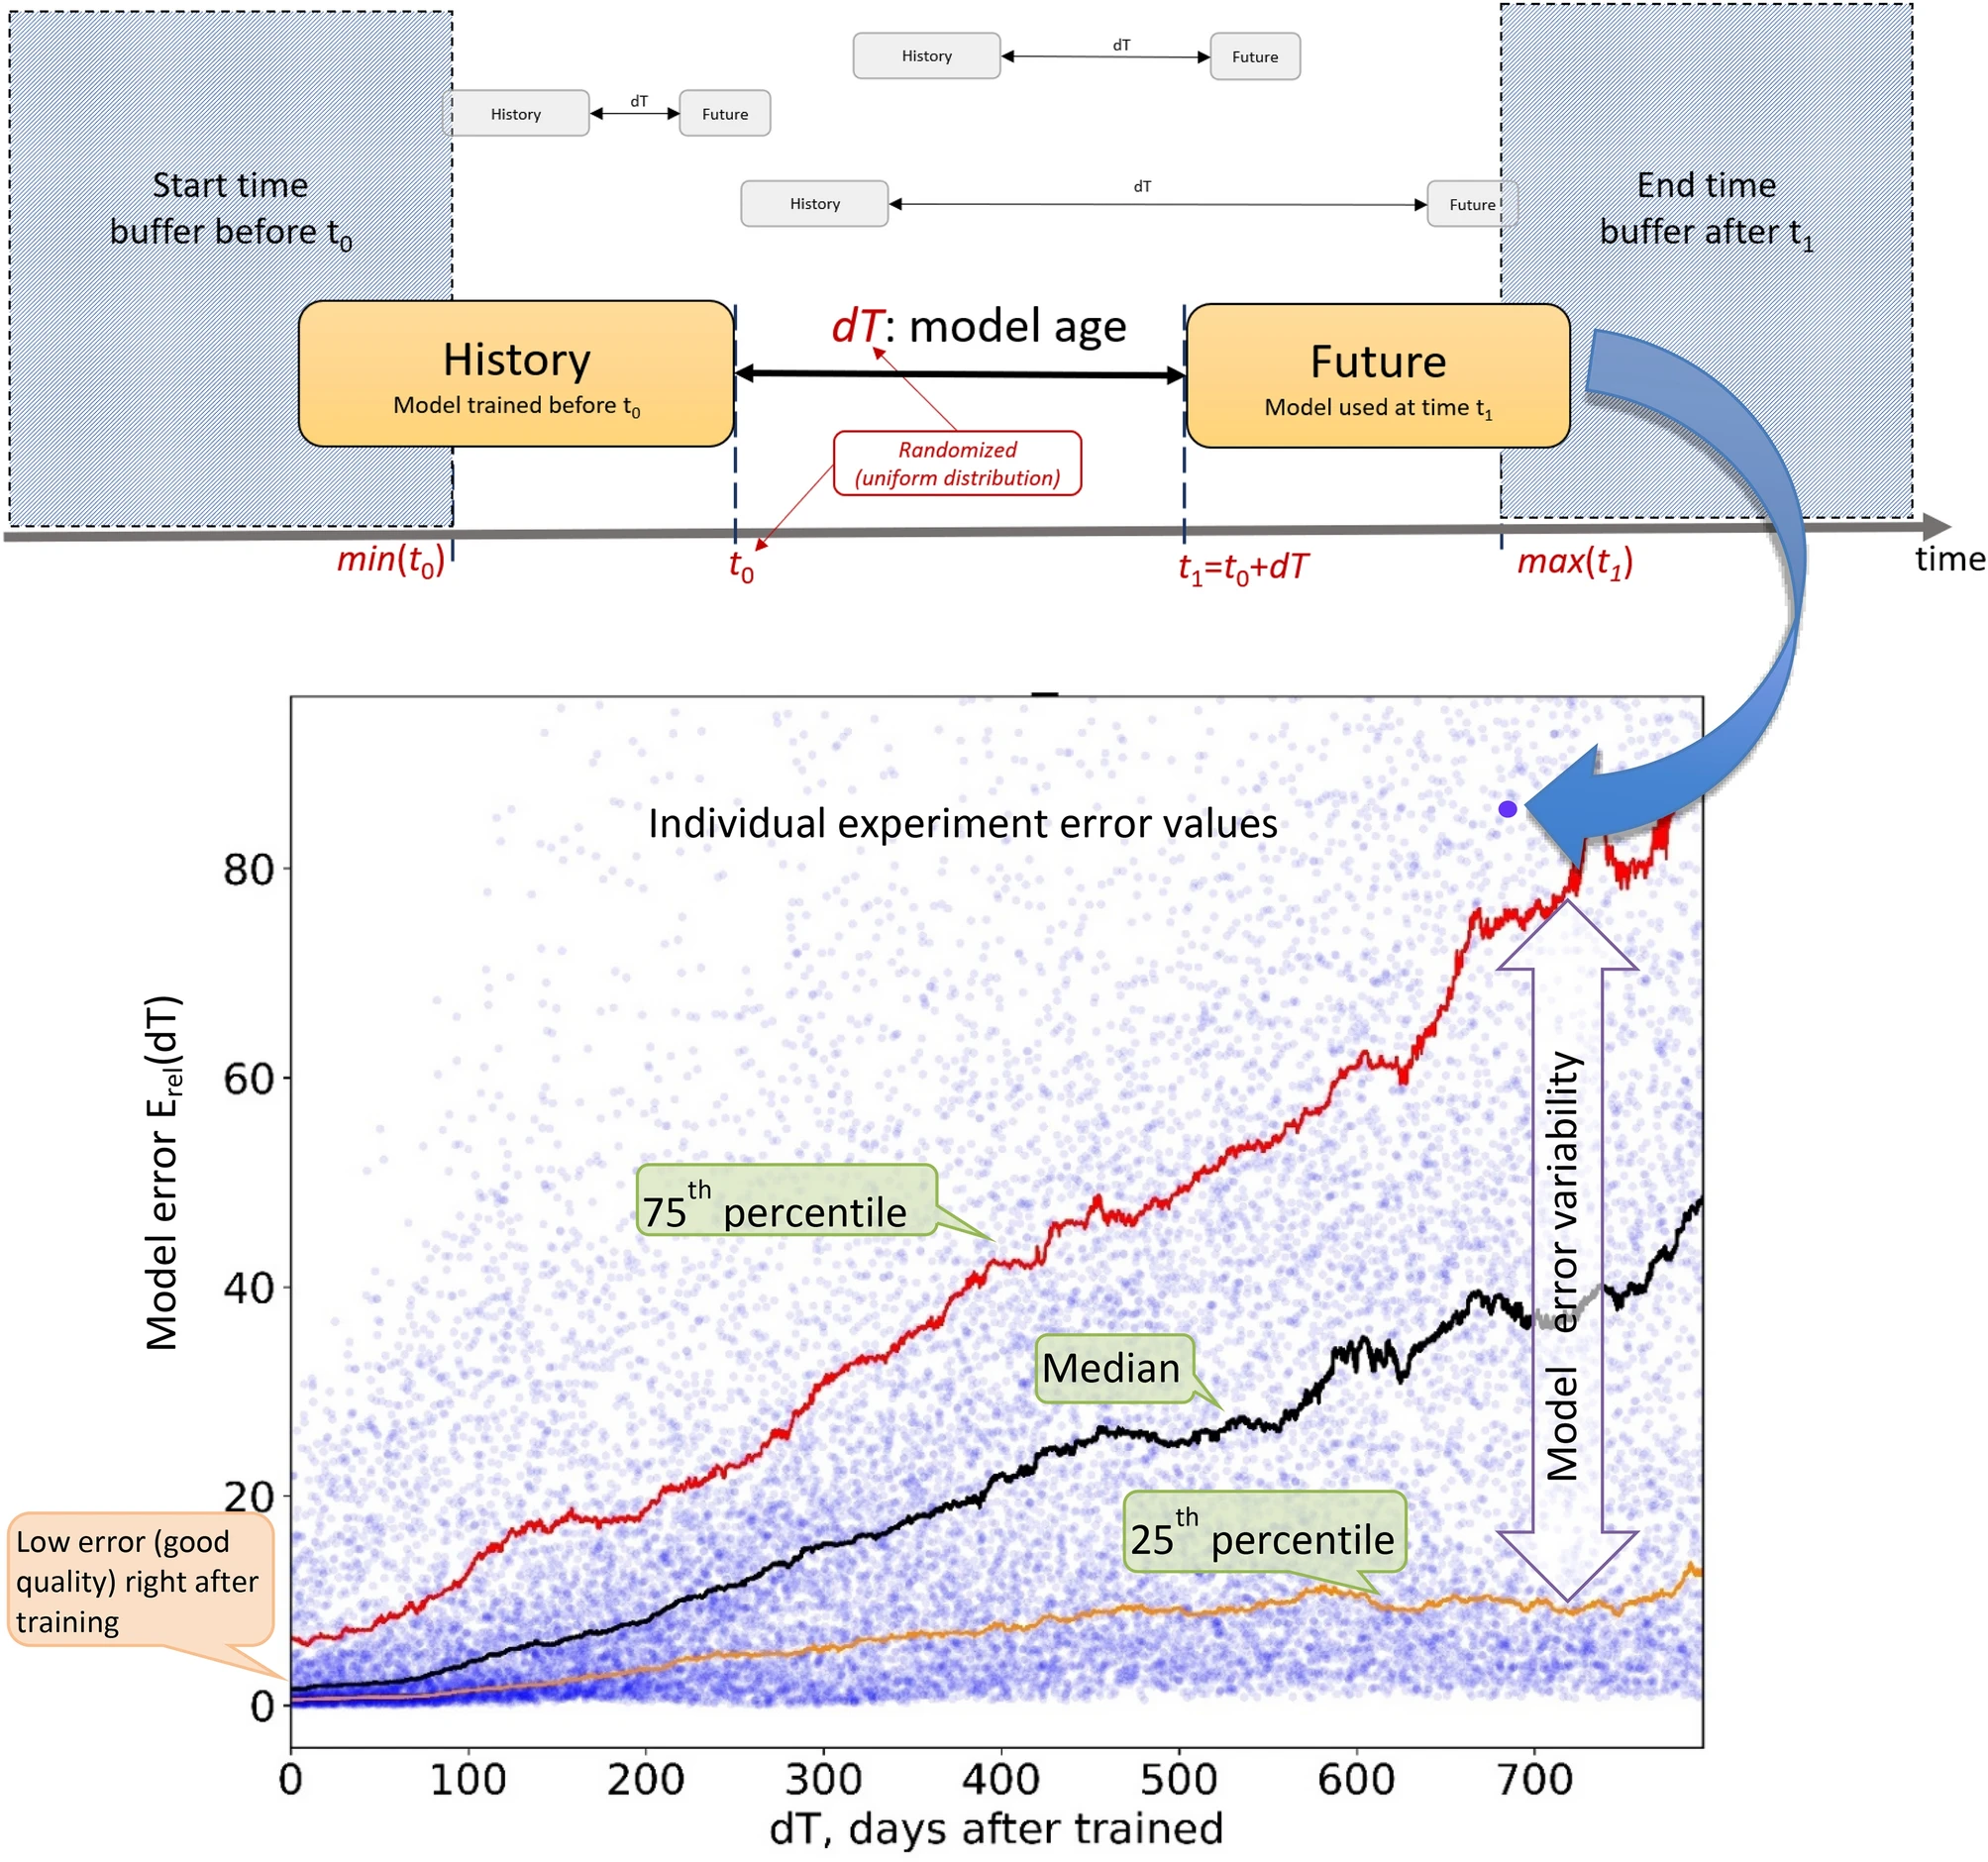 History
dT
Future
History
dT
Future
Start time
buffer before t0
End time
buffer after t1
History
dT
Future
dT: model age
History
Model trained before t0
Future
Model used at time t1
Randomized
(uniform distribution)
min(t0)
t0
t1=t0+dT
max(t1)
time
Individual experiment error values
80
60
40
20
0
Model error Erel(dT)
75th percentile
Median
25th percentile
Model error variability
Low error (good
quality) right after
training
0
100
200
300
400
500
600
700
dT, days after trained